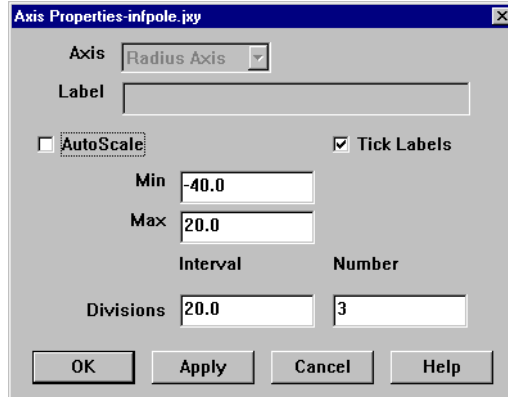 Axis Properties-infpole.jxy
Axis Radius Axis
Label
AutoScale Tick Labels
Min -40.0
Max 20.0
Interval Number
Divisions 20.0 3
OK Apply Cancel Help